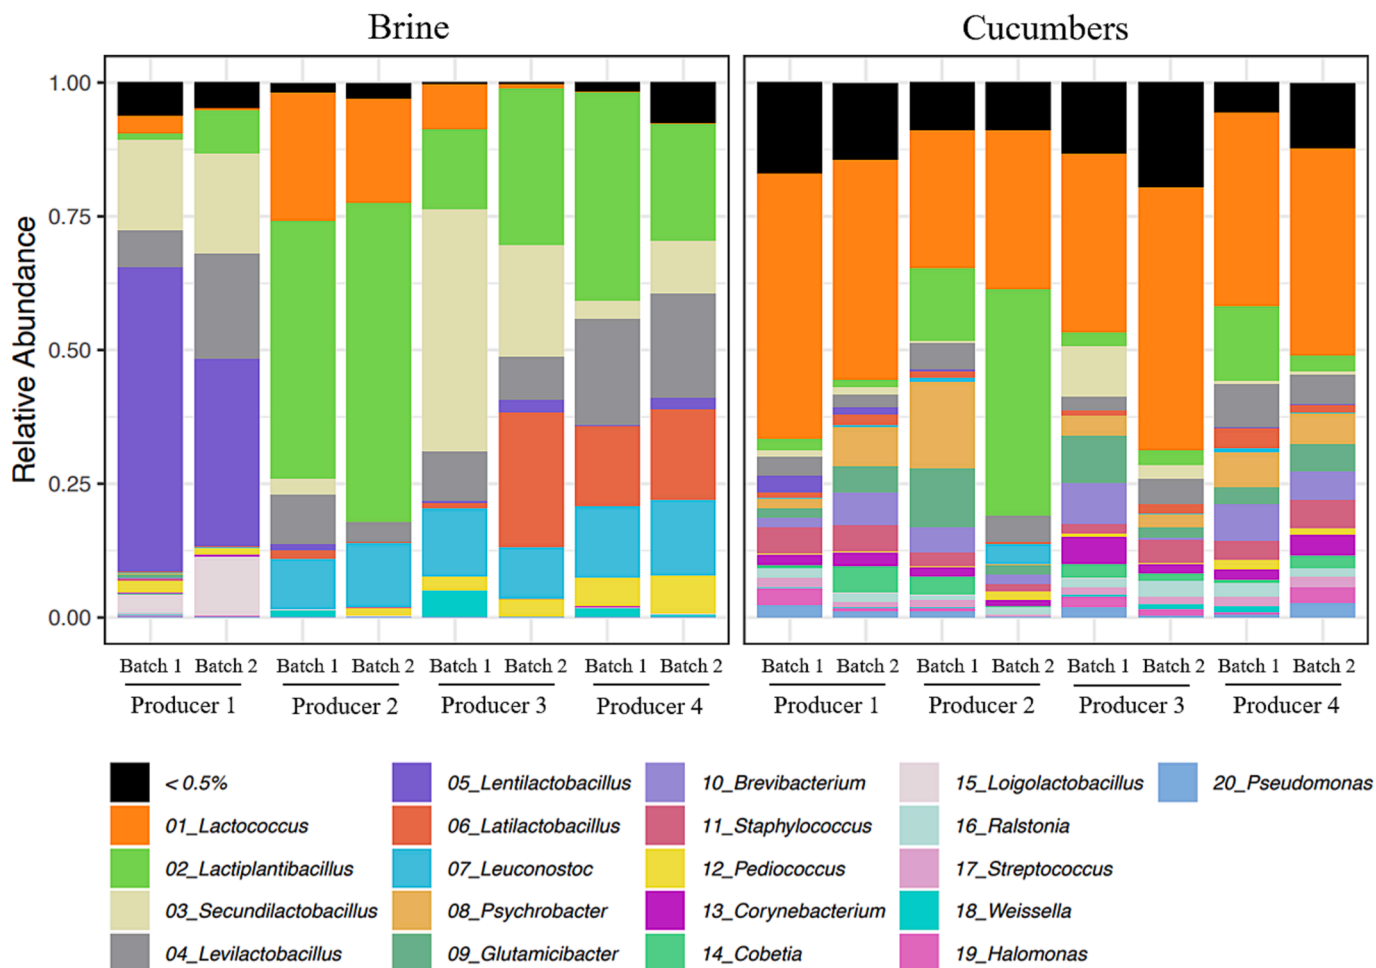 Brine Cucumbers
Relative Abundance
1.00
0.75
0.50
0.25
0.00
Batch 1 Batch 2 Batch 1 Batch 2 Batch 1 Batch 2 Batch 1 Batch 2 Batch 1 Batch 2 Batch 1 Batch 2 Batch 1 Batch 2 Batch 1 Batch 2
Producer 1 Producer 2 Producer 3 Producer 4 Producer 1 Producer 2 Producer 3 Producer 4
< 0.5% 05_Lentilactobacillus 10_Brevibacterium 15_Loigolactobacillus 20_Pseudomonas
01_Lactococcus 06_Latilactobacillus 11_Staphylococcus 16_Ralstonia
02_Lactiplantibacillus 07_Leuconostoc 12_Pediococcus 17_Streptococcus
03_Secundilactobacillus 08_Psychrobacter 13_Corynebacterium 18_Weissella
04_Levilactobacillus 09_Glutamicibacter 14_Cobetia 19_Halomonas